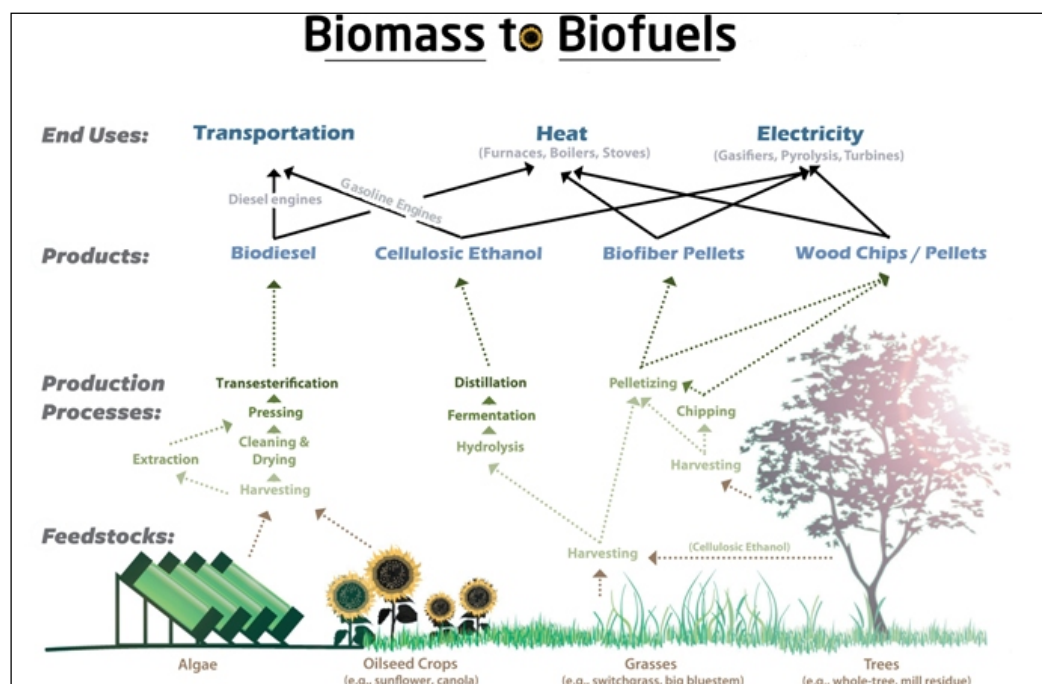 Biomass to Biofuels
End Uses:
Transportation
Heat
Electricity
(Furnaces, Boilers, Stoves)
(Gasifiers, Pyrolysis, Turbines)
Diesel engines
Gasoline Engines
Products:
Biodiesel
Cellulosic Ethanol
Biofiber Pellets
Wood Chips / Pellets
Production
Processes:
Transesterification
Pressing
Cleaning &
Drying
Extraction
Harvesting
Distillation
Fermentation
Hydrolysis
Pelletizing
Chipping
Harvesting
Feedstocks:
Harvesting
(Cellulosic Ethanol)
Algae
Oilseed Crops
(e.g., sunflower, canola)
Grasses
(e.g., switchgrass, big bluestem)
Trees
(e.g., whole-tree, mill residue)